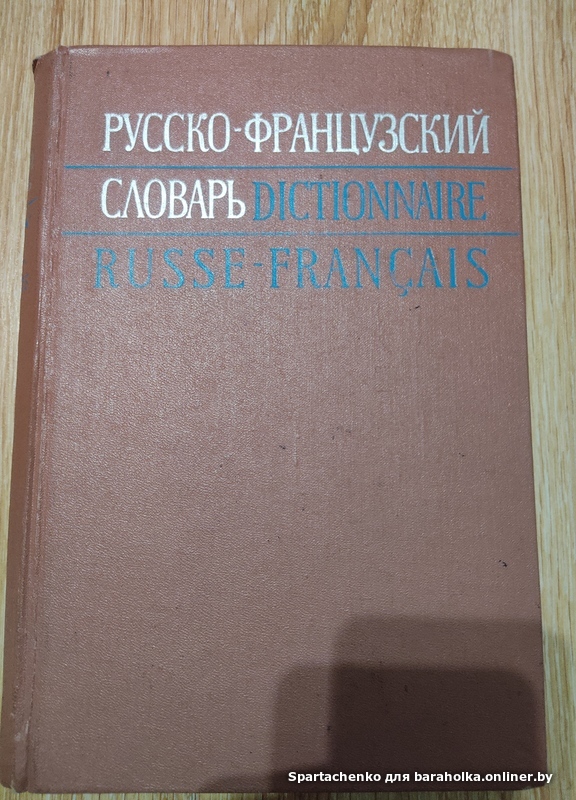 РУССКО-ФРАНЦУЗСКИЙ
СЛОВАРЬ DICTIONNAIRE
RUSSE-FRANÇAIS
Spartachenko для baraholka.onliner.by